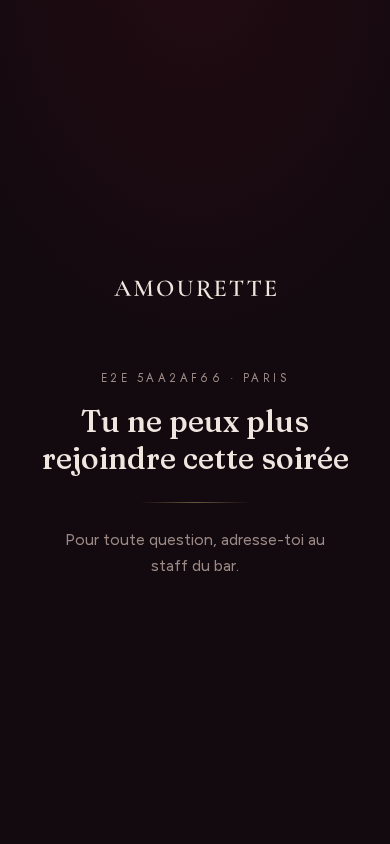 AMOURETTE
E2E 5AA2AF66 · PARIS
Tu ne peux plus
rejoindre cette soirée
Pour toute question, adresse-toi au
staff du bar.